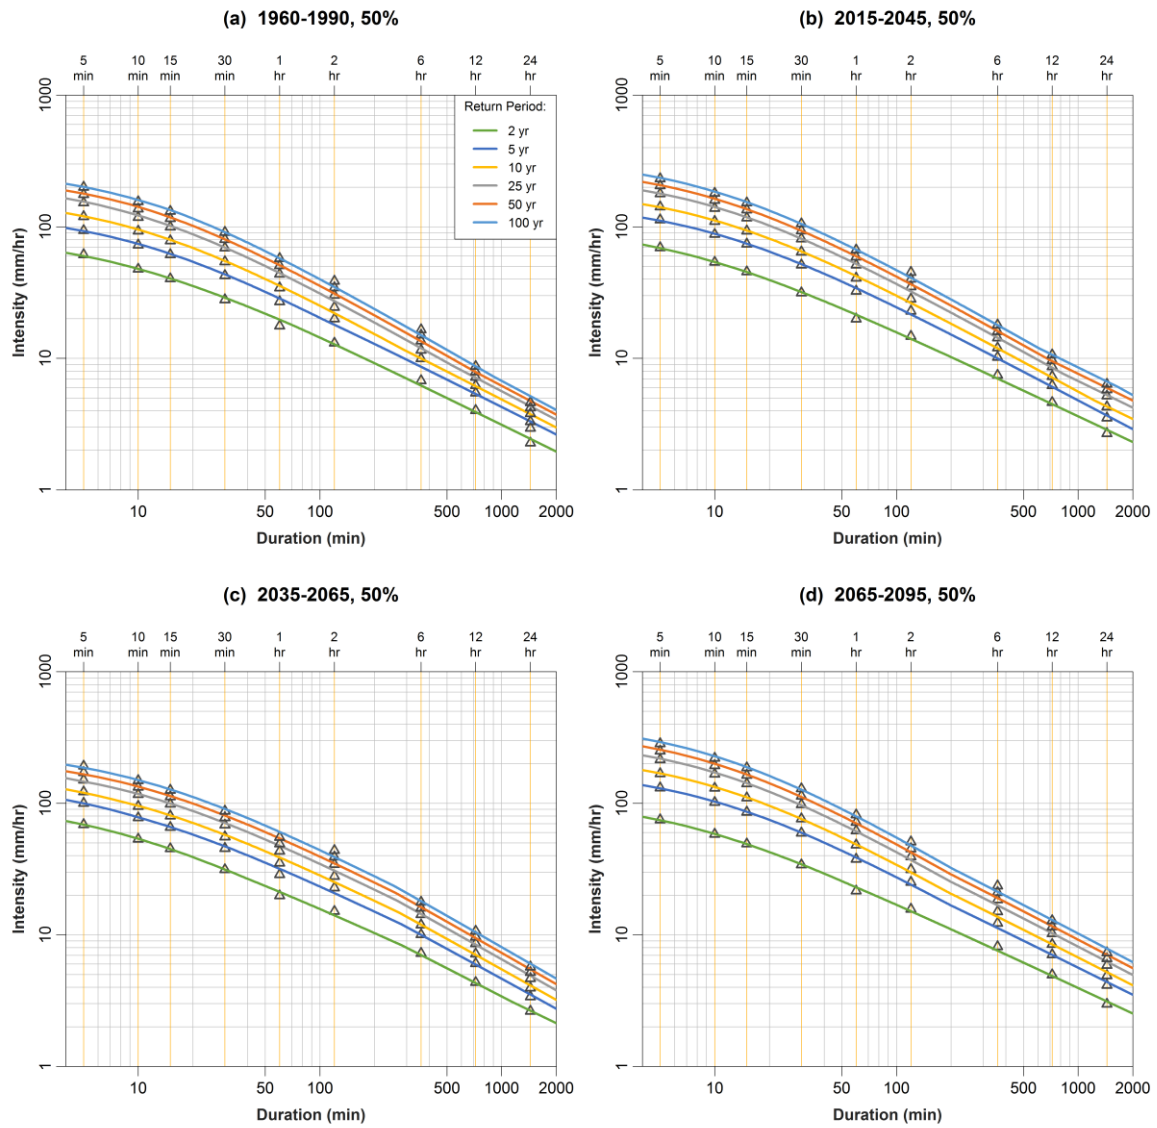 (a) 1960-1990, 50%
5 10 15 30 1 2 6 12 24
min min min min hr hr hr hr hr
1000
100
10
1
Intensity (mm/hr)
Return Period:
2 yr
5 yr
10 yr
25 yr
50 yr
100 yr
10 50 100 500 1000 2000
Duration (min)
(b) 2015-2045, 50%
5 10 15 30 1 2 6 12 24
min min min min hr hr hr hr hr
1000
100
10
1
Intensity (mm/hr)
10 50 100 500 1000 2000
Duration (min)
(c) 2035-2065, 50%
5 10 15 30 1 2 6 12 24
min min min min hr hr hr hr hr
1000
100
10
1
Intensity (mm/hr)
10 50 100 500 1000 2000
Duration (min)
(d) 2065-2095, 50%
5 10 15 30 1 2 6 12 24
min min min min hr hr hr hr hr
1000
100
10
1
Intensity (mm/hr)
10 50 100 500 1000 2000
Duration (min)